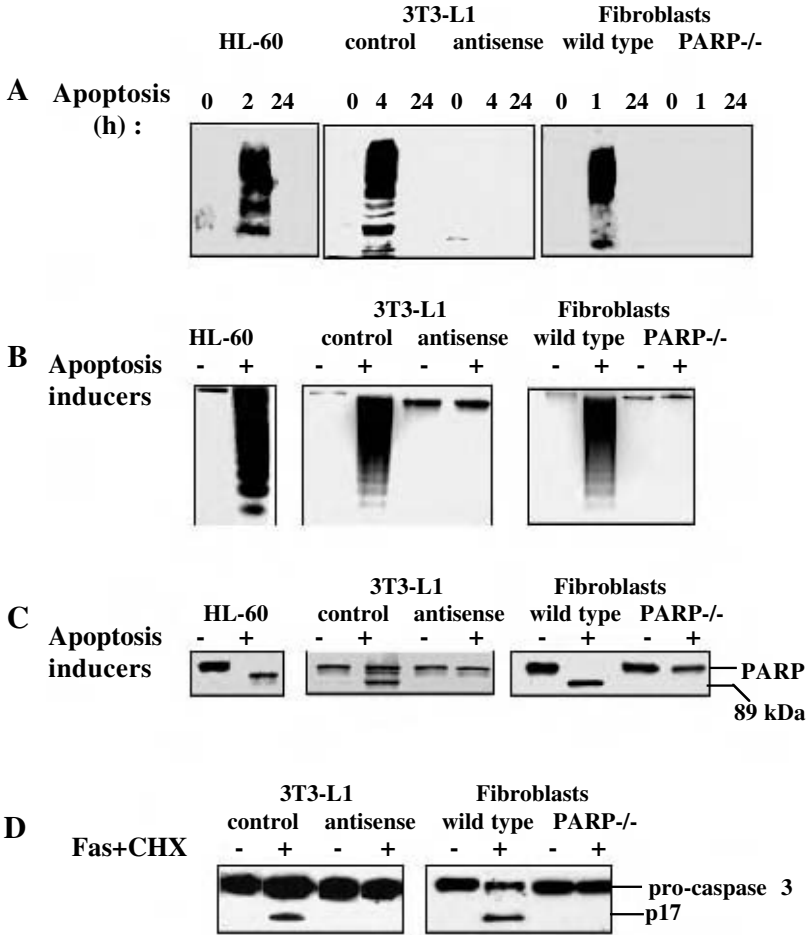 3T3-L1 Fibroblasts
HL-60 control antisense wild type PARP-/-
A Apoptosis 0 2 24 0 4 24 0 4 24 0 1 24 0 1 24
(h) :
3T3-L1 Fibroblasts
HL-60 control antisense wild type PARP-/-
B Apoptosis - + - + - + - + - +
inducers
3T3-L1 Fibroblasts
HL-60 control antisense wild type PARP-/-
C Apoptosis - + - + - + - + - +
inducers
PARP
89 kDa
3T3-L1 Fibroblasts
D control antisense wild type PARP-/-
Fas+CHX - + - + - + - +
pro-caspase 3
p17